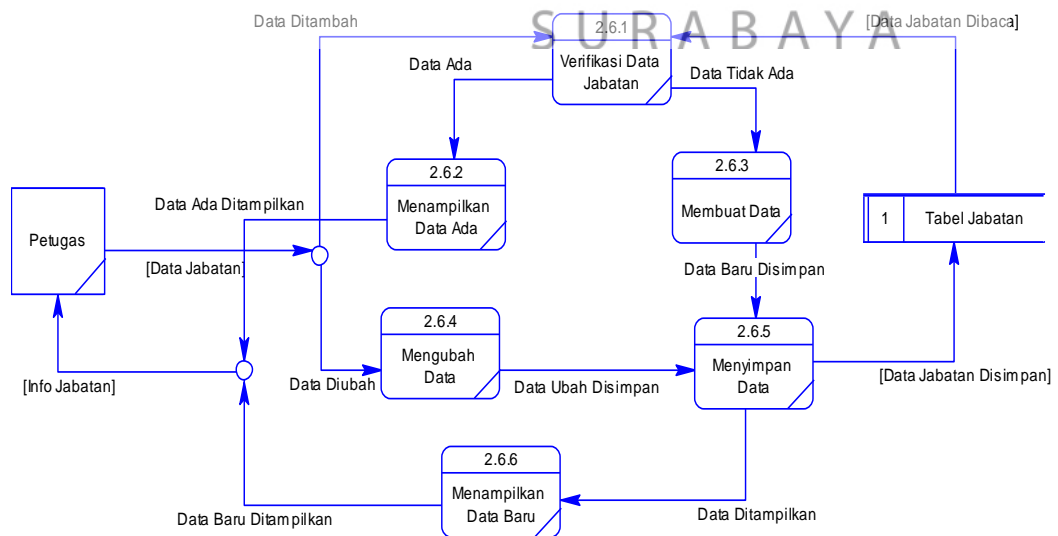 Data Ditambah
SURABAYA
[Data Jabatan Dibaca]
2.6.1
Verifikasi Data
Jabatan
Data Ada
Data Tidak Ada
2.6.2
Menampilkan
Data Ada
2.6.3
Membuat Data
Data Ada Ditampilkan
Petugas
[Data Jabatan]
1 Tabel Jabatan
Data Baru Disimpan
2.6.4
Mengubah
Data
2.6.5
Menyimpan
Data
[Info Jabatan]
Data Diubah
Data Ubah Disimpan
[Data Jabatan Disimpan]
2.6.6
Menampilkan
Data Baru
Data Baru Ditampilkan
Data Ditampilkan